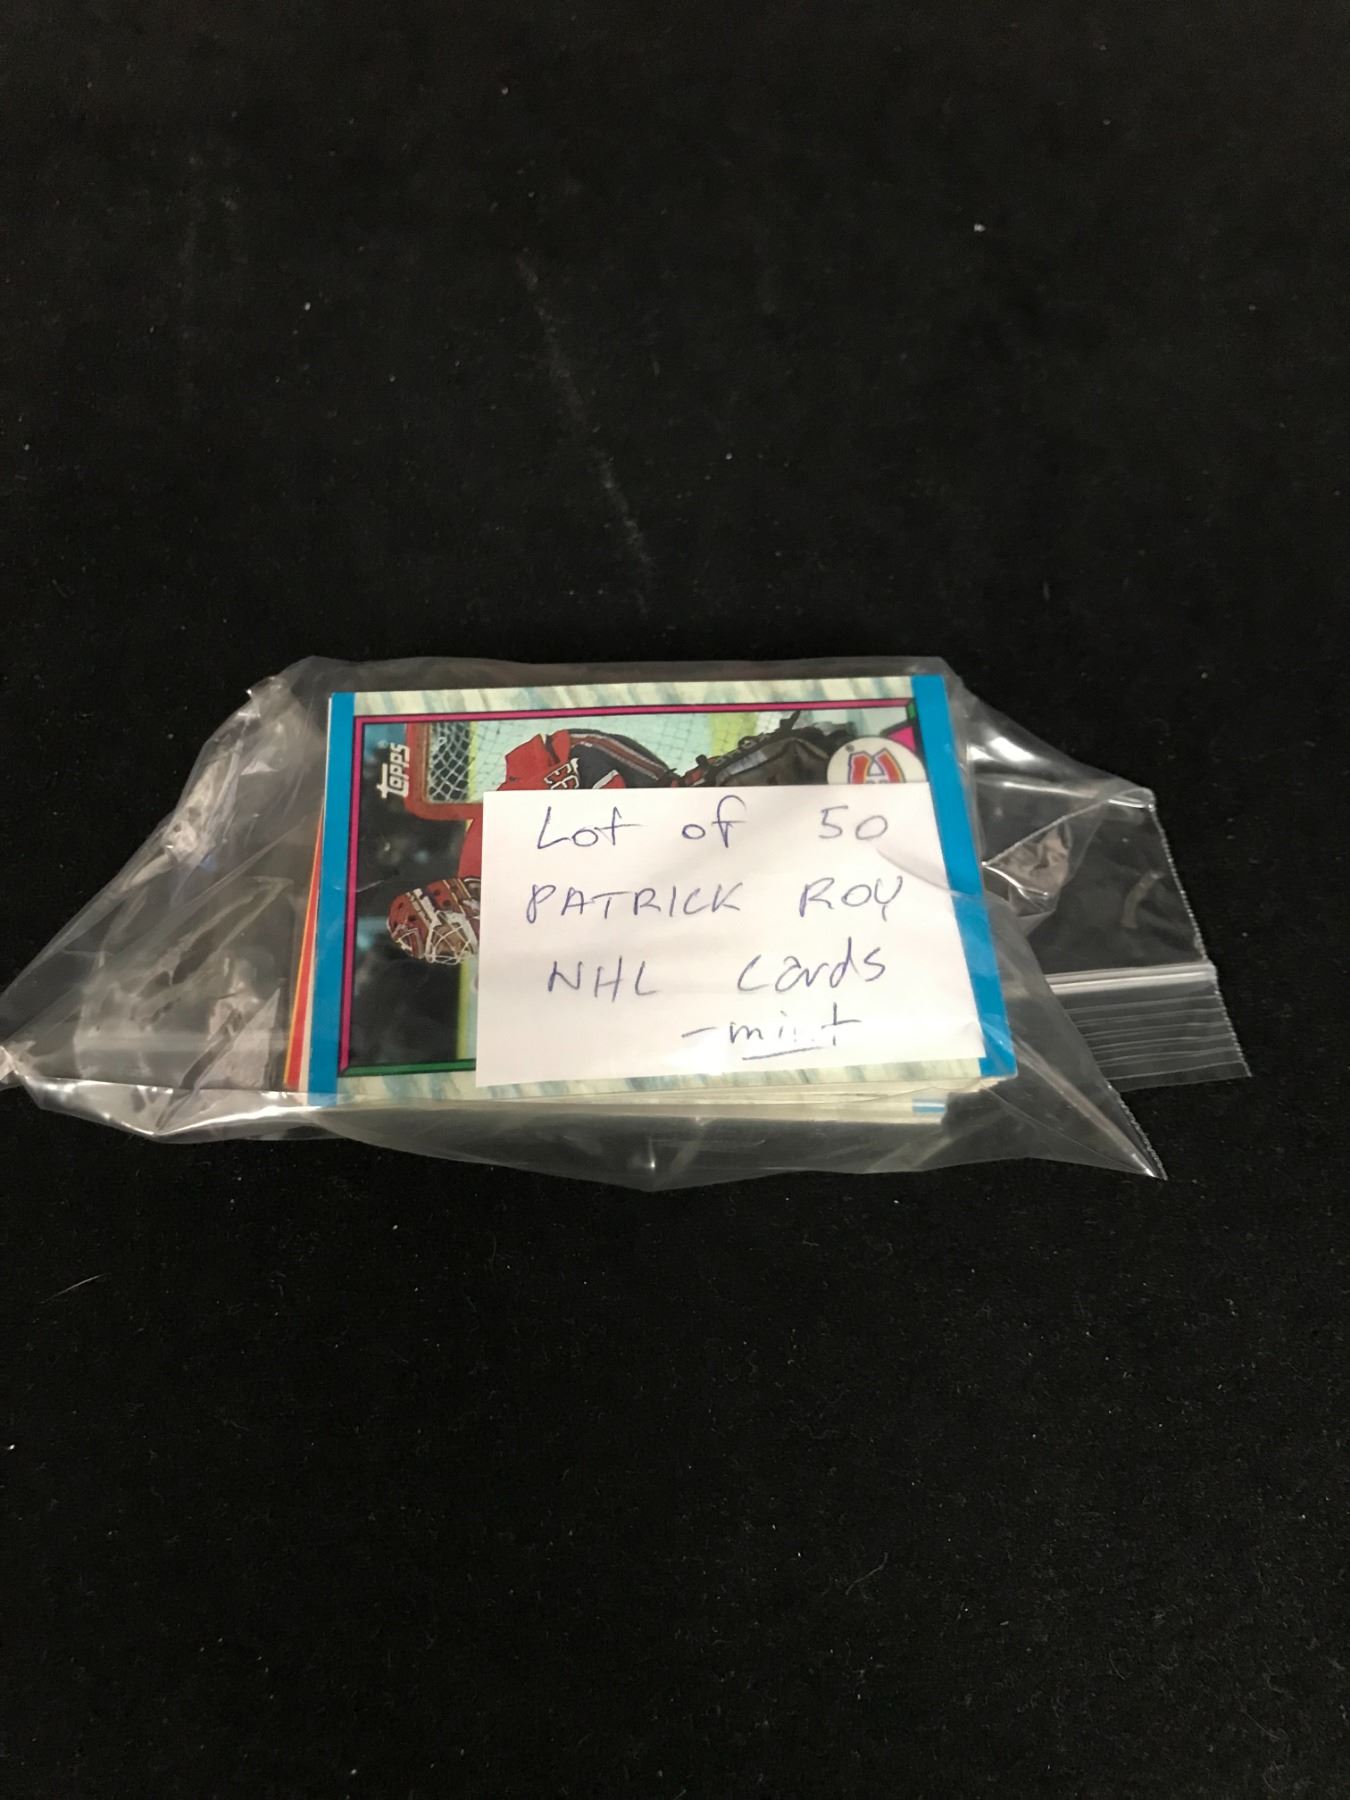 topps
Lot of 50
PATRICK ROY
NHL Cards
-mint